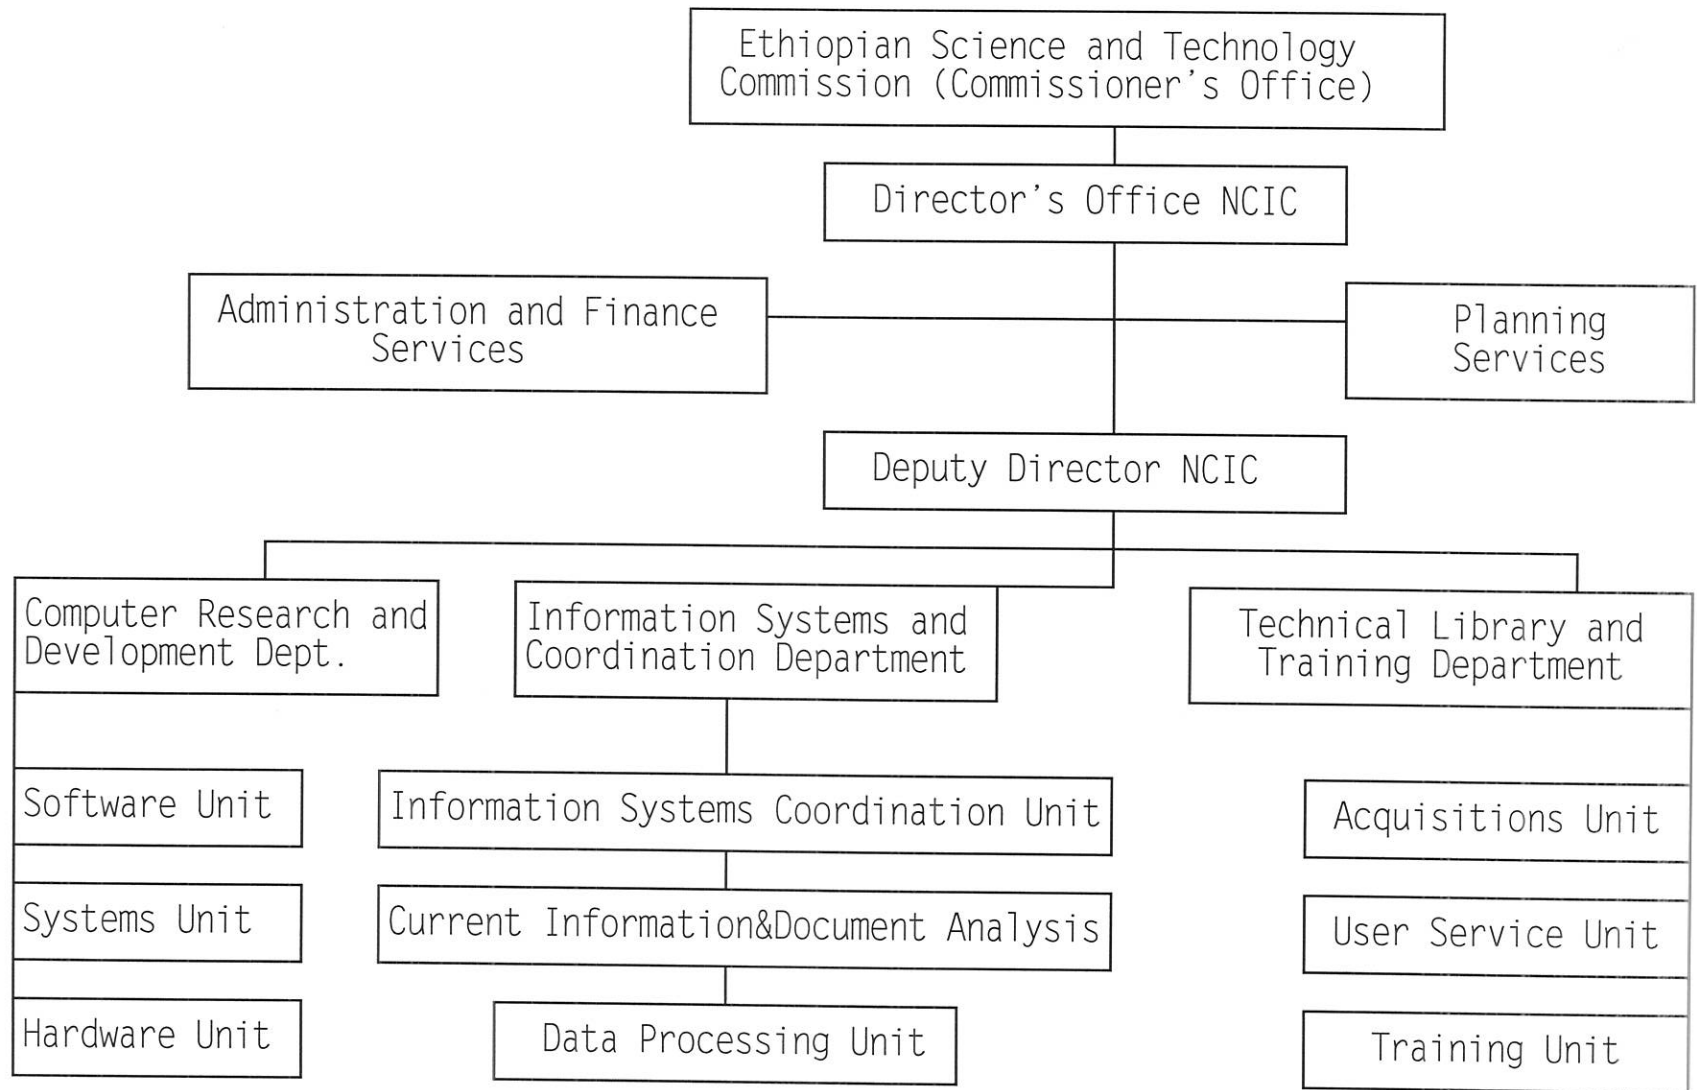 Ethiopian Science and Technology
Commission (Commissioner's Office)
Director's Office NCIC
Administration and Finance
Services
Planning
Services
Deputy Director NCIC
Computer Research and
Development Dept.
Information Systems and
Coordination Department
Technical Library and
Training Department
Software Unit
Information Systems Coordination Unit
Acquisitions Unit
Systems Unit
Current Information&Document Analysis
User Service Unit
Hardware Unit
Data Processing Unit
Training Unit